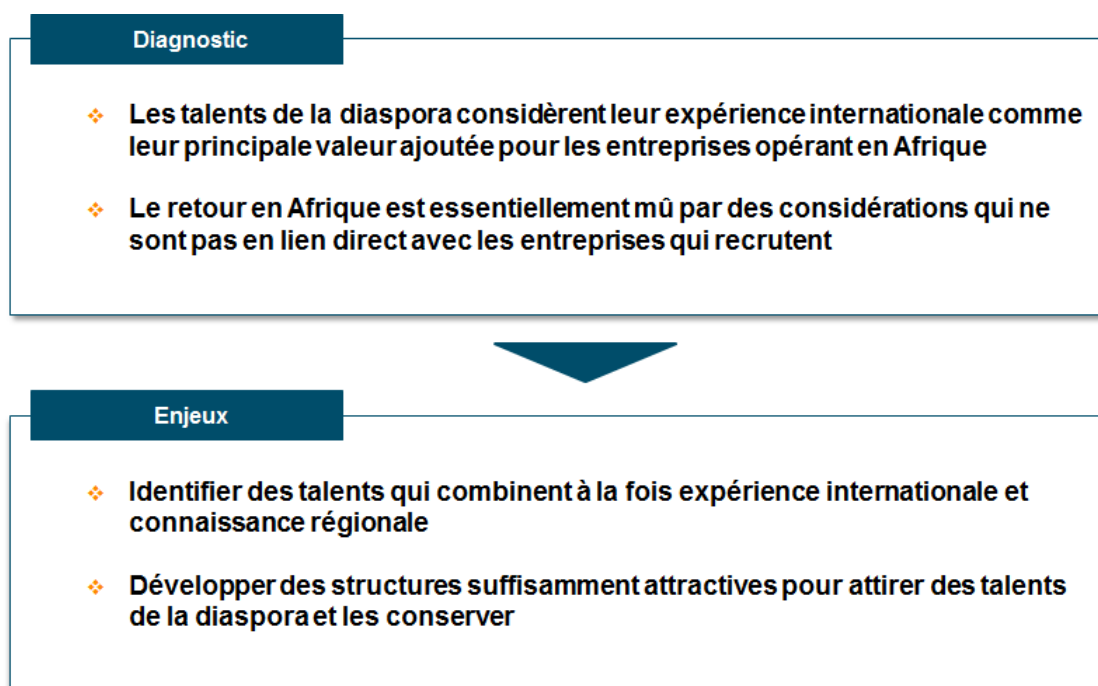 Diagnostic
Les talents de la diaspora considèrent leur expérience internationale comme
leur principale valeur ajoutée pour les entreprises opérant en Afrique
Le retour en Afrique est essentiellement mû par des considérations qui ne
sont pas en lien direct avec les entreprises qui recrutent
Enjeux
Identifier des talents qui combinent à la fois expérience internationale et
connaissance régionale
Développer des structures suffisamment attractives pour attirer des talents
de la diaspora et les conserver